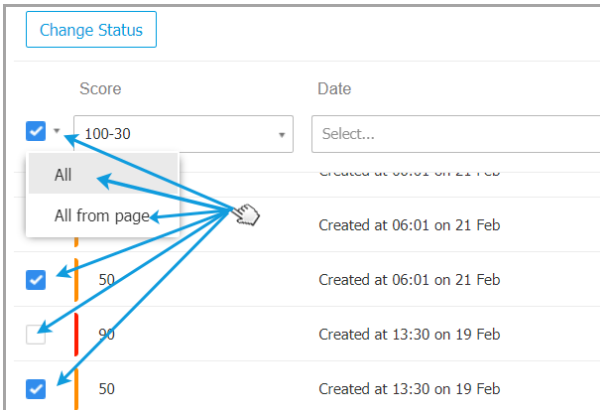 Change Status
Score Date
100-30 Select...
All
All from page
Created at 06:01 on 21 Feb
50 Created at 06:01 on 21 Feb
90 Created at 13:30 on 19 Feb
50 Created at 13:30 on 19 Feb